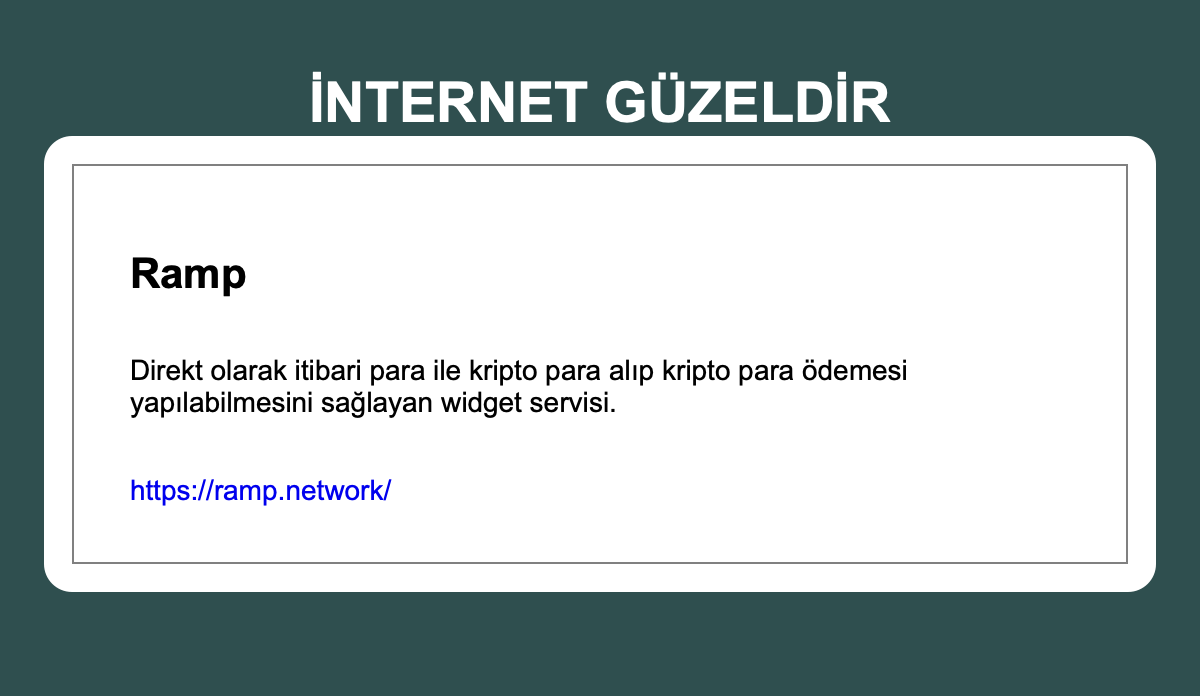 İNTERNET GÜZELDİR
Ramp
Direkt olarak itibari para ile kripto para alıp kripto para ödemesi
yapılabilmesini sağlayan widget servisi.
https://ramp.network/